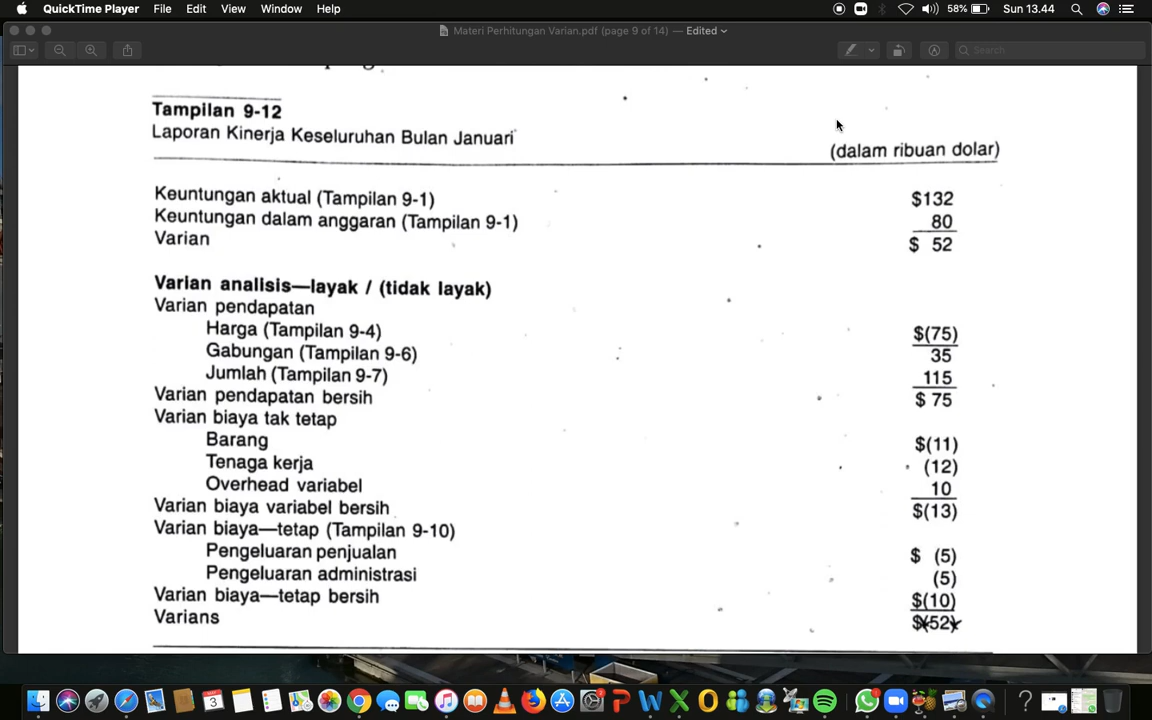 QuickTime Player File Edit View Window Help 58% Sun 13.44
Materi Perhitungan Varian.pdf (page 9 of 14) — Edited
Search
Tampilan 9-12
Laporan Kinerja Keseluruhan Bulan Januari
(dalam ribuan dolar)
Keuntungan aktual (Tampilan 9-1) $132
Keuntungan dalam anggaran (Tampilan 9-1) 80
Varian $ 52
Varian analisis—layak / (tidak layak)
Varian pendapatan
Harga (Tampilan 9-4) $(75)
Gabungan (Tampilan 9-6) 35
Jumlah (Tampilan 9-7) 115
Varian pendapatan bersih $ 75
Varian biaya tak tetap
Barang $(11)
Tenaga kerja (12)
Overhead variabel 10
Varian biaya variabel bersih $(13)
Varian biaya—tetap (Tampilan 9-10)
Pengeluaran penjualan $ (5)
Pengeluaran administrasi (5)
Varian biaya—tetap bersih $(10)
Varians $(52)